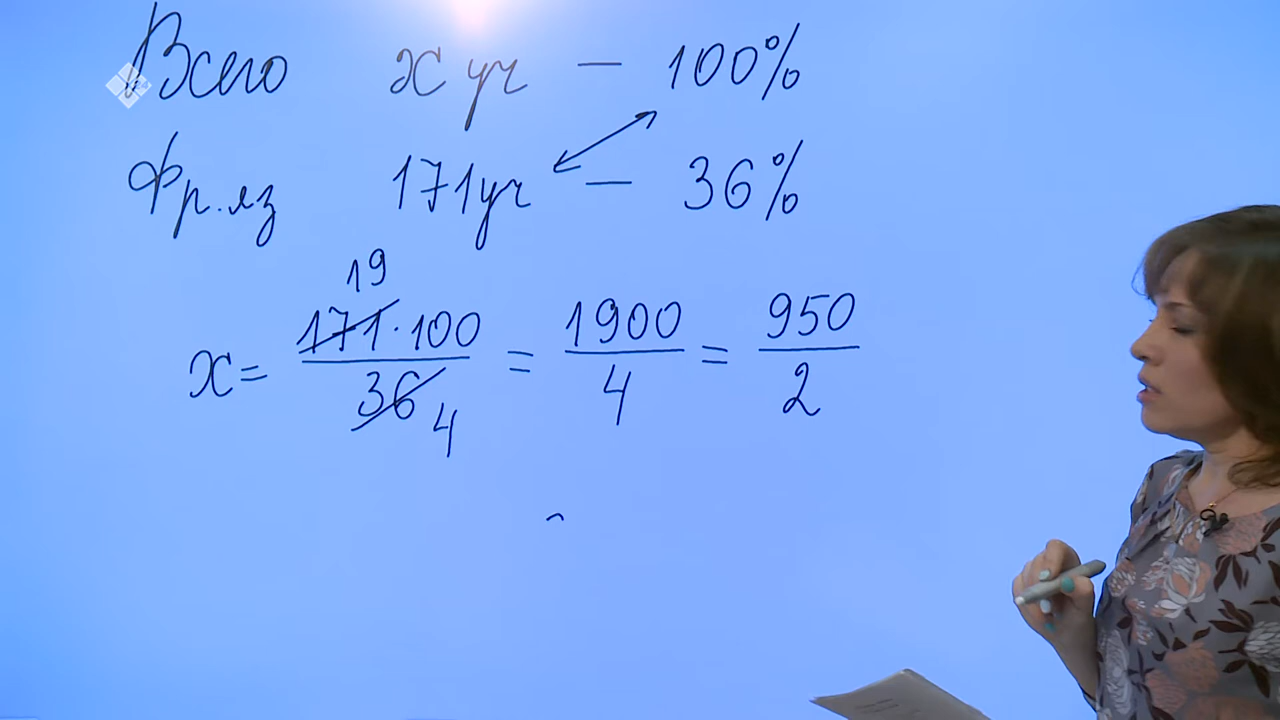 Всего х уч — 100%
Фр.яз 171уч — 36%
х = 171·100/36 = 1900/4 = 950/2
19
4